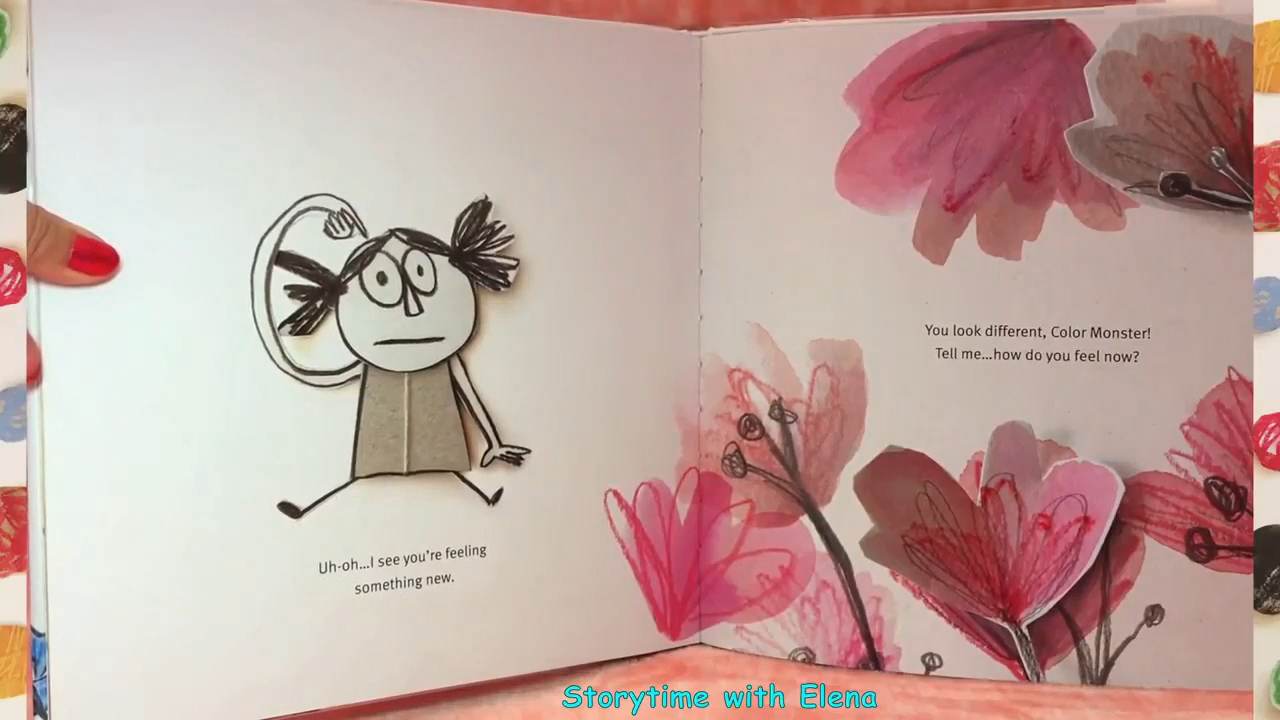 Uh-oh...I see you're feeling
something new.
You look different, Color Monster!
Tell me...how do you feel now?
Storytime with Elena